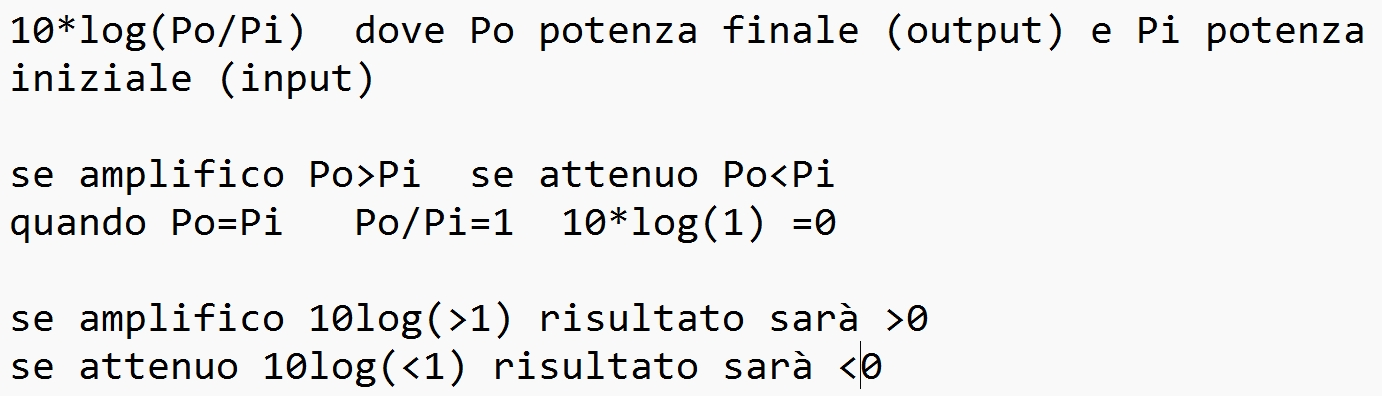 10*log(Po/Pi)  dove Po potenza finale (output) e Pi potenza
iniziale (input)
se amplifico Po>Pi  se attenuo Po<Pi
quando Po=Pi   Po/Pi=1  10*log(1) =0
se amplifico 10log(>1) risultato sarà >0
se attenuo 10log(<1) risultato sarà <0